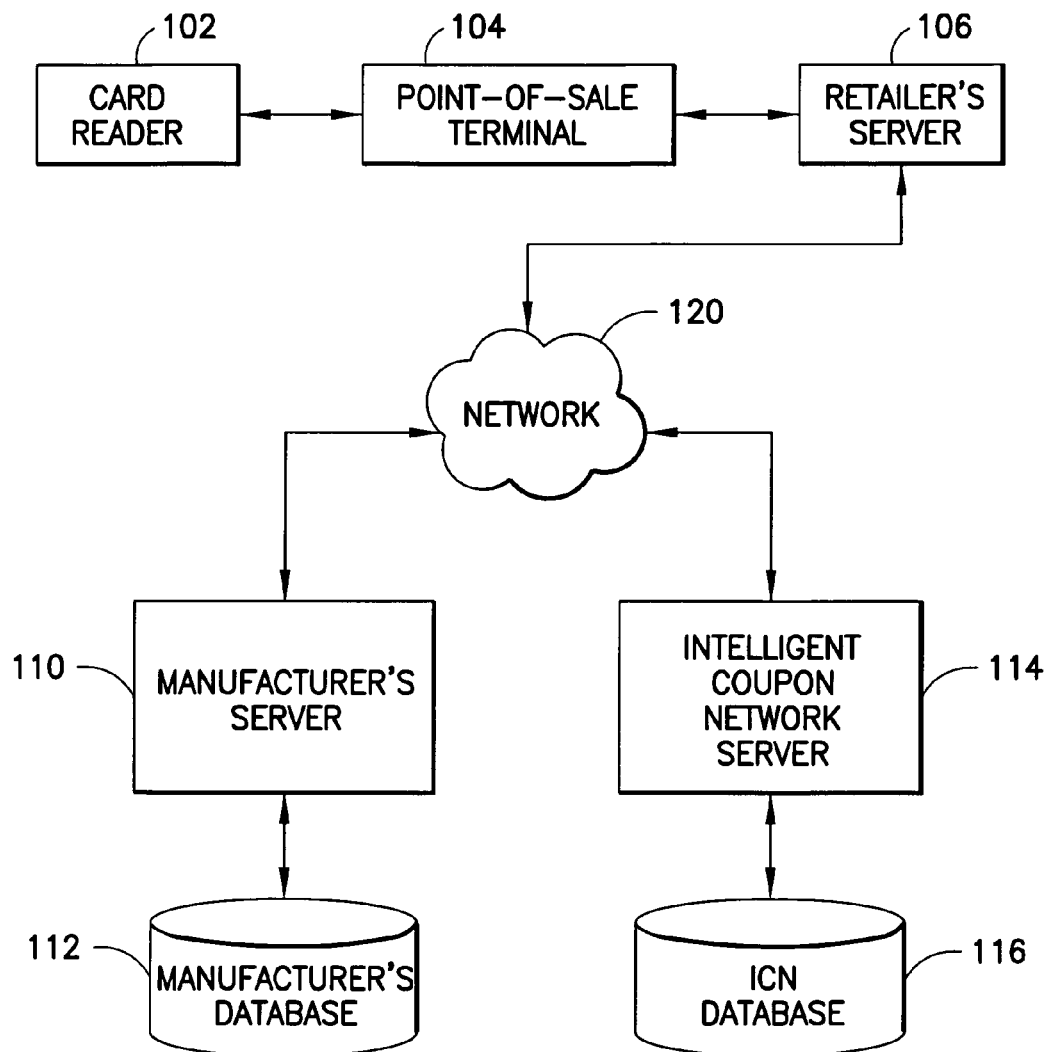 102
104
106
CARD
READER
POINT-OF-SALE
TERMINAL
RETAILER'S
SERVER
120
NETWORK
110
MANUFACTURER'S
SERVER
INTELLIGENT
COUPON
NETWORK
SERVER
114
112
MANUFACTURER'S
DATABASE
ICN
DATABASE
116